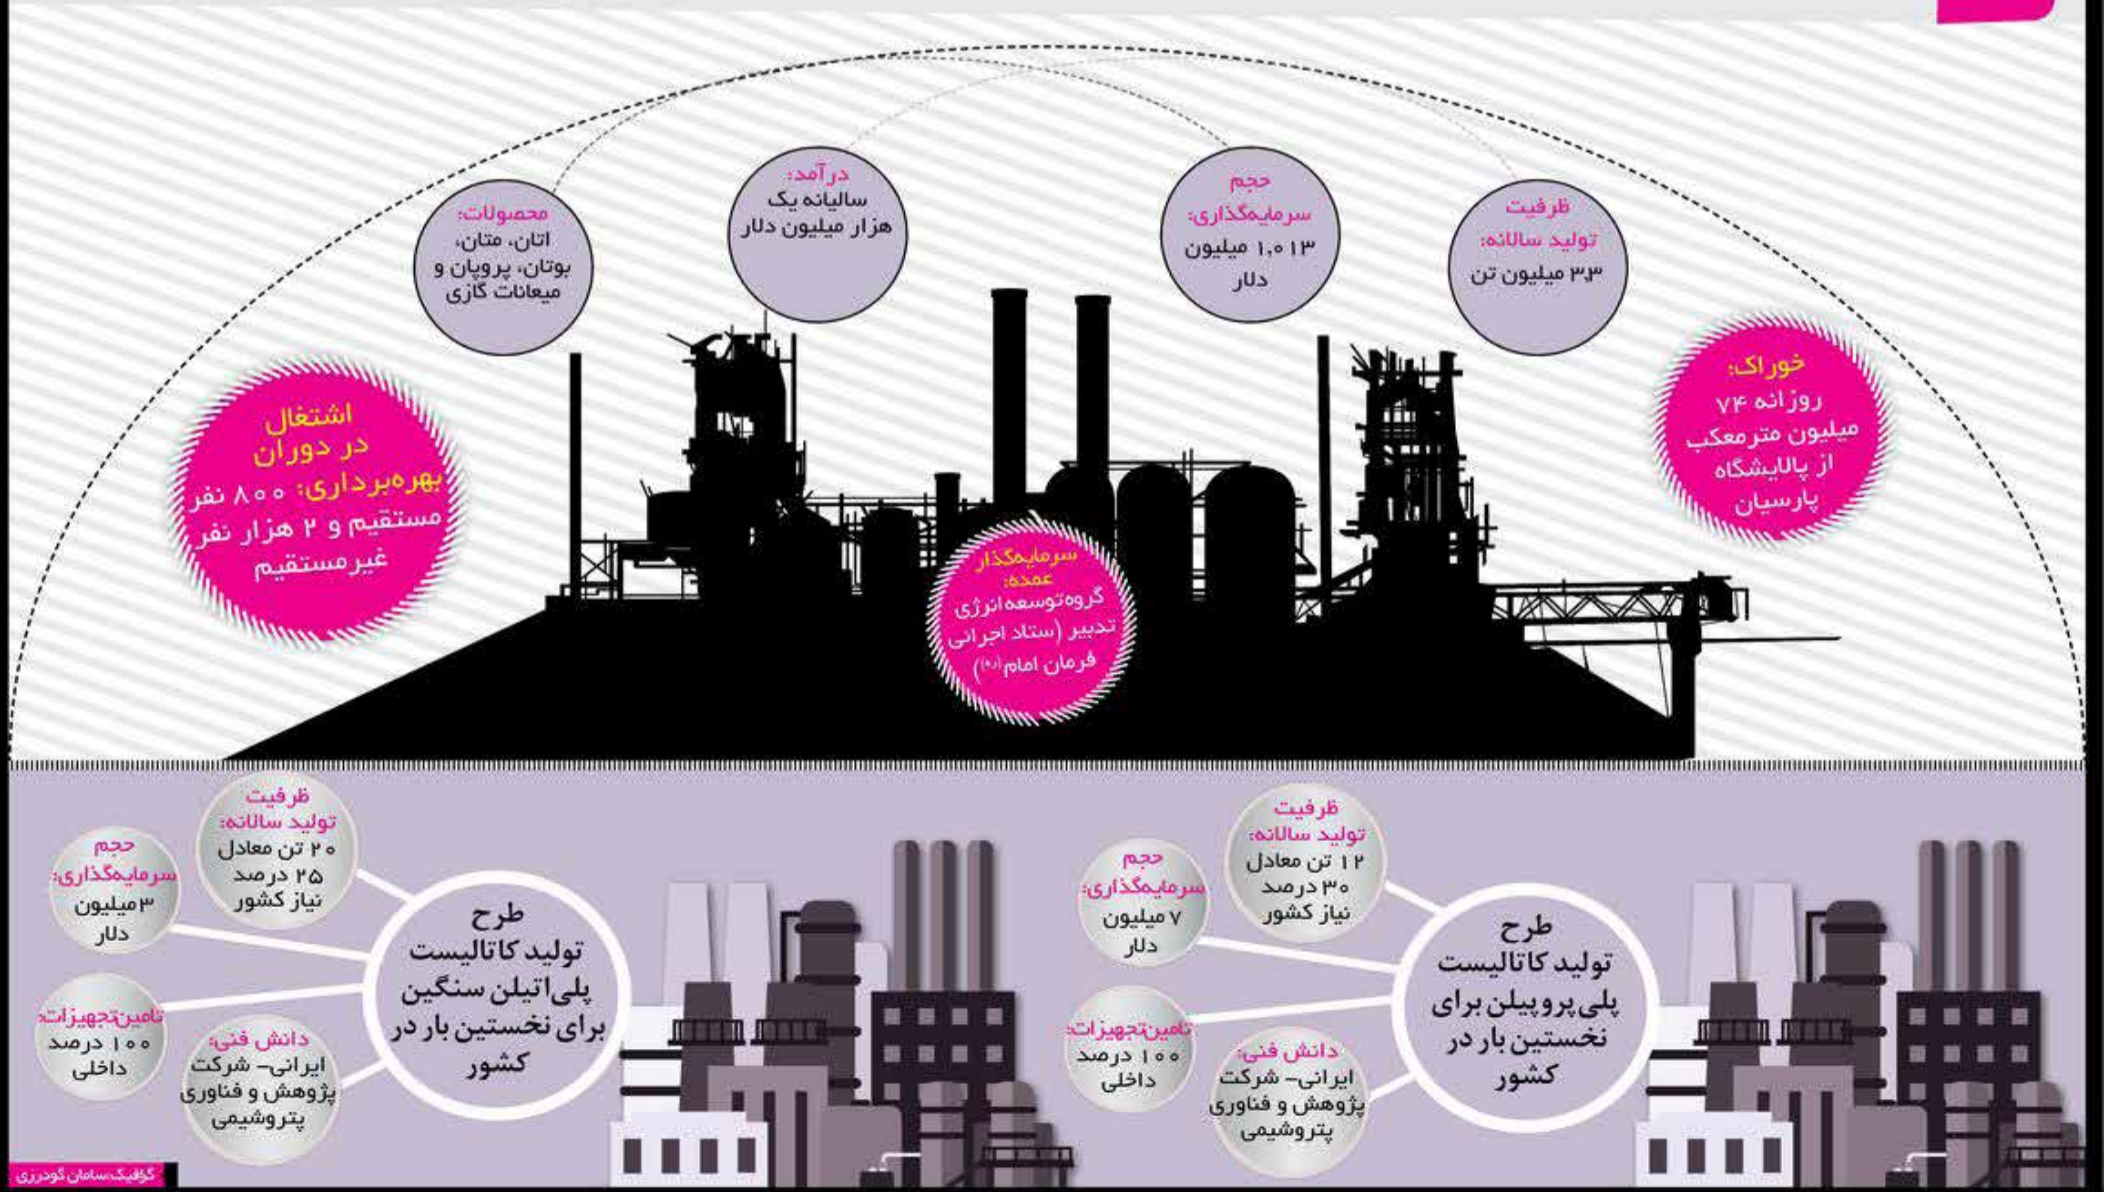 ظرفیت
تولید سالانه:
۳٫۳ میلیون تن
حجم
سرمایه‌گذاری:
۱,۰۱۳ میلیون
دلار
درآمد:
سالیانه یک
هزار میلیون دلار
محصولات:
اتان، متان،
بوتان، پروپان و
میعانات گازی
خوراک:
روزانه ۷۴
میلیون مترمعکب
از پالایشگاه
پارسیان
سرمایه‌گذار
عمده:
گروه توسعه انرژی
تدبیر (ستاد اجرائی
فرمان امام(ره))
اشتغال
در دوران
بهره‌برداری: ۸۰۰ نفر
مستقیم و ۲ هزار نفر
غیرمستقیم
طرح
تولید کاتالیست
پلی‌پروپیلن برای
نخستین بار در
کشور
ظرفیت
تولید سالانه:
۱۲ تن معادل
۳۰ درصد
نیاز کشور
حجم
سرمایه‌گذاری:
۷ میلیون
دلار
تامین‌تجهیزات:
۱۰۰ درصد
داخلی
دانش فنی:
ایرانی- شرکت
پژوهش و فناوری
پتروشیمی
طرح
تولید کاتالیست
پلی‌اتیلن سنگین
برای نخستین بار در
کشور
ظرفیت
تولید سالانه:
۲۰ تن معادل
۲۵ درصد
نیاز کشور
حجم
سرمایه‌گذاری:
۳ میلیون
دلار
تامین‌تجهیزات:
۱۰۰ درصد
داخلی
دانش فنی:
ایرانی- شرکت
پژوهش و فناوری
پتروشیمی
گرافیک:سامان گودرزی